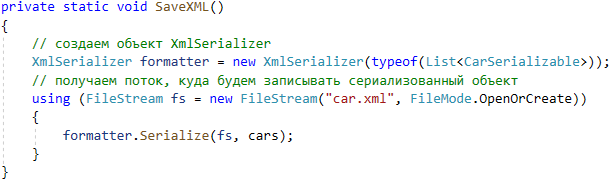 private static void SaveXML()
{
// создаем объект XmlSerializer
XmlSerializer formatter = new XmlSerializer(typeof(List<CarSerializable>));
// получаем поток, куда будем записывать сериализованный объект
using (FileStream fs = new FileStream("car.xml", FileMode.OpenOrCreate))
{
formatter.Serialize(fs, cars);
}
}